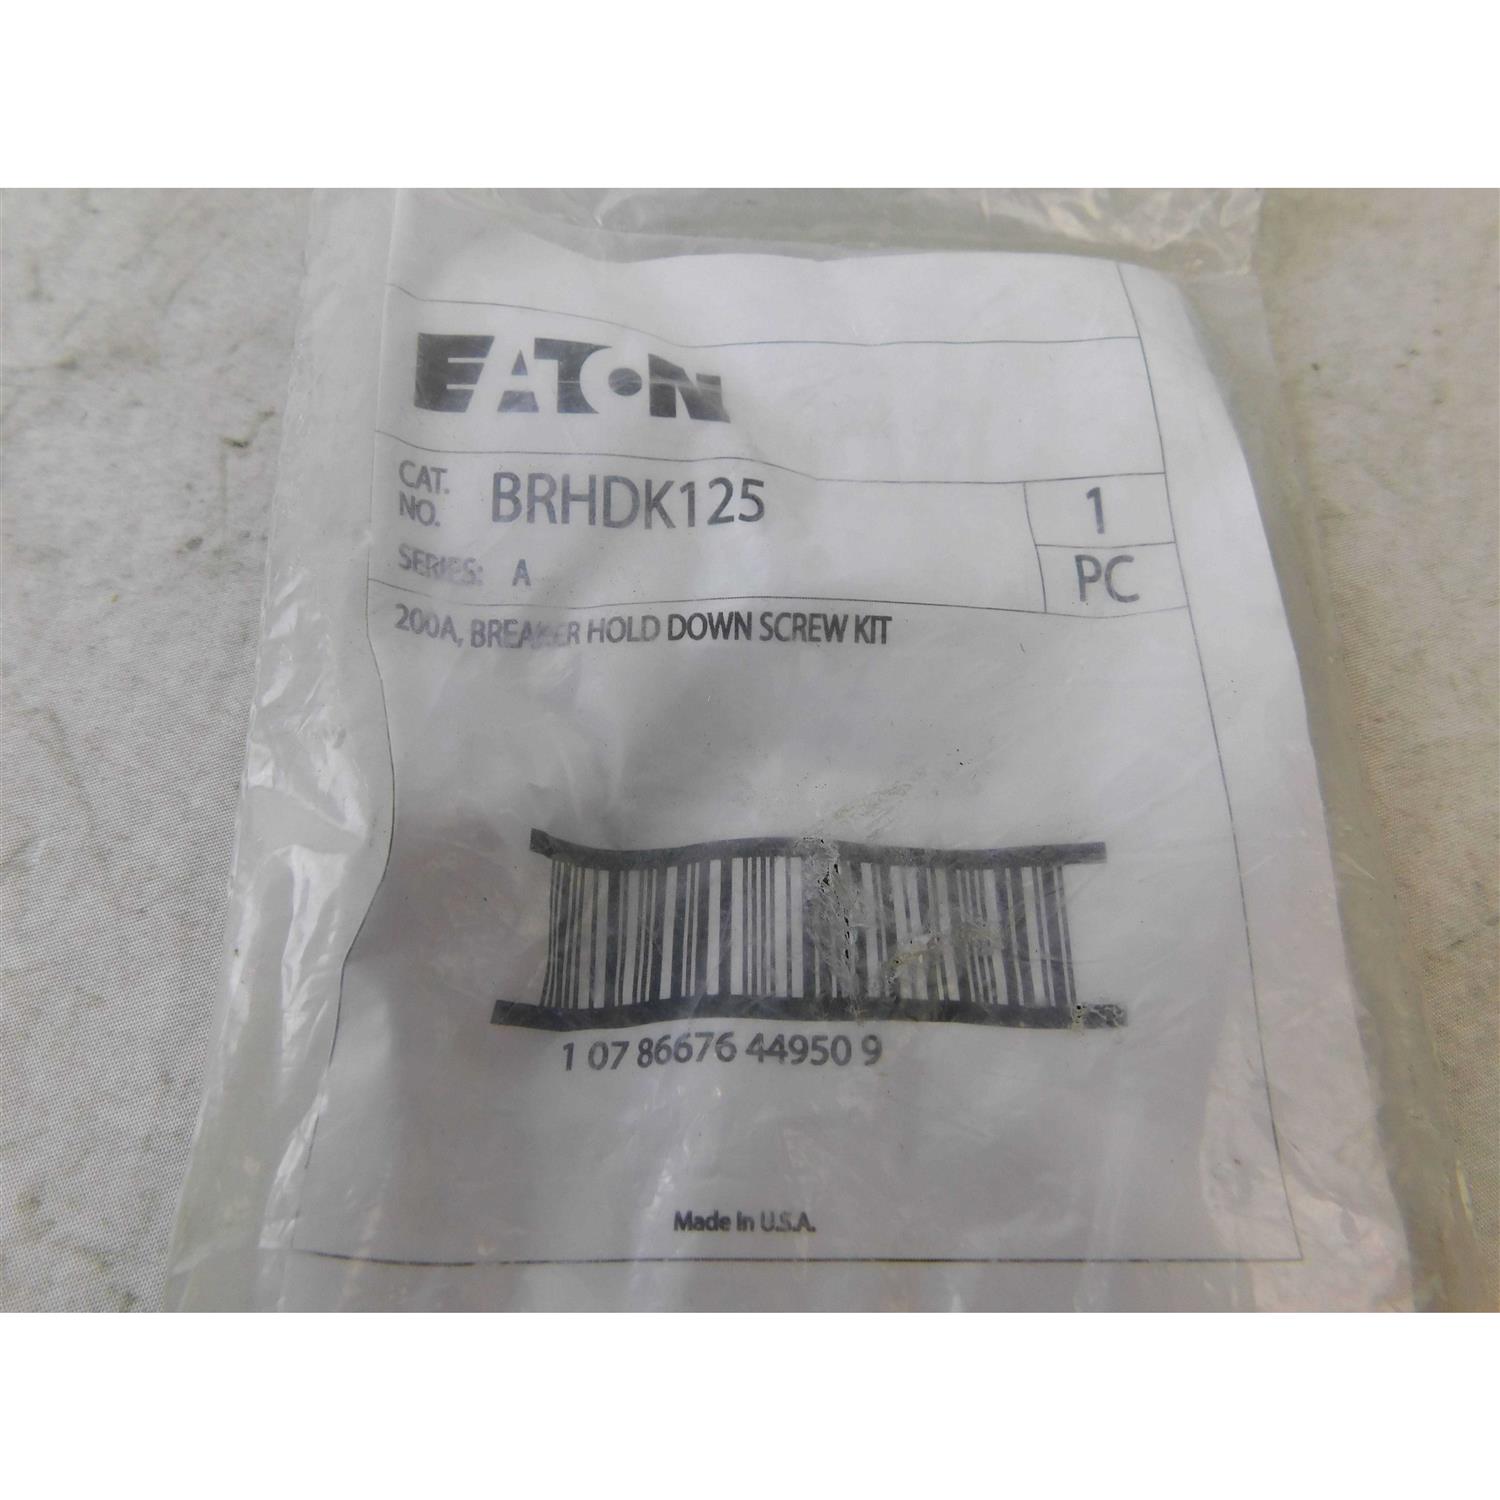 EATON
CAT. NO. BRHDK125 1
SERIES: A PC
200A, BREAKER HOLD DOWN SCREW KIT
1 07 86676 44950 9
Made in U.S.A.